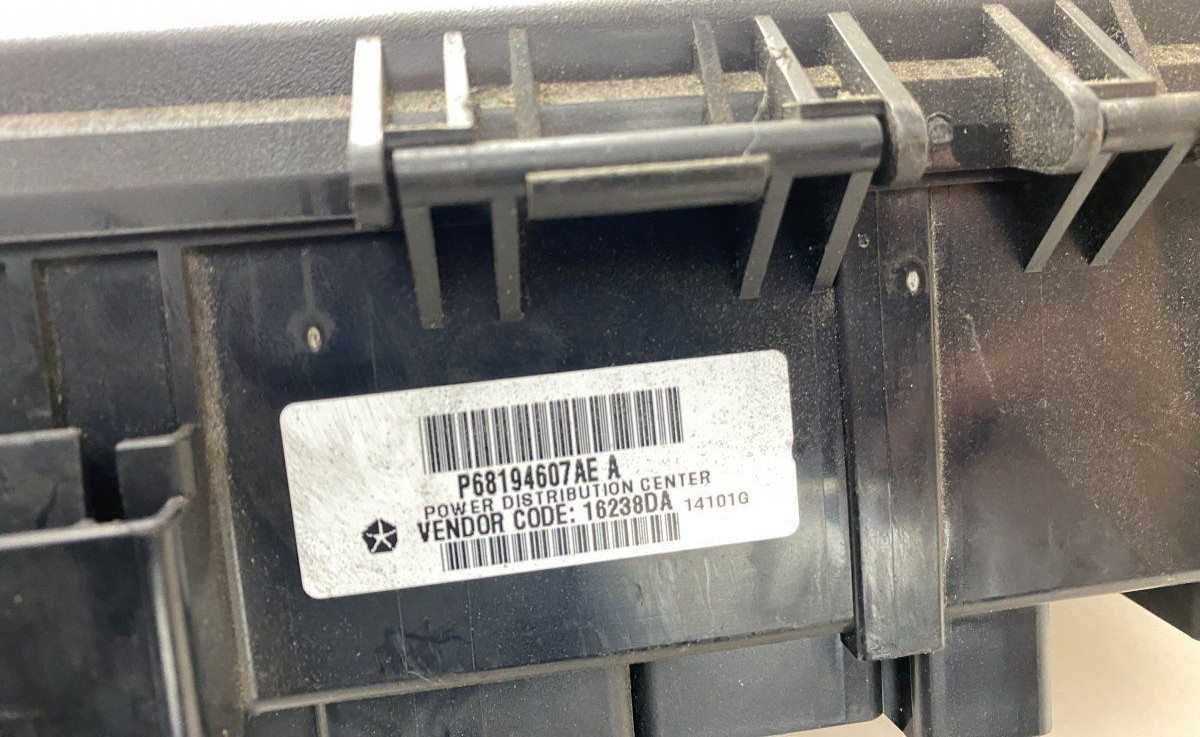 P68194607AE A
POWER DISTRIBUTION CENTER
VENDOR CODE: 16238DA 14101G